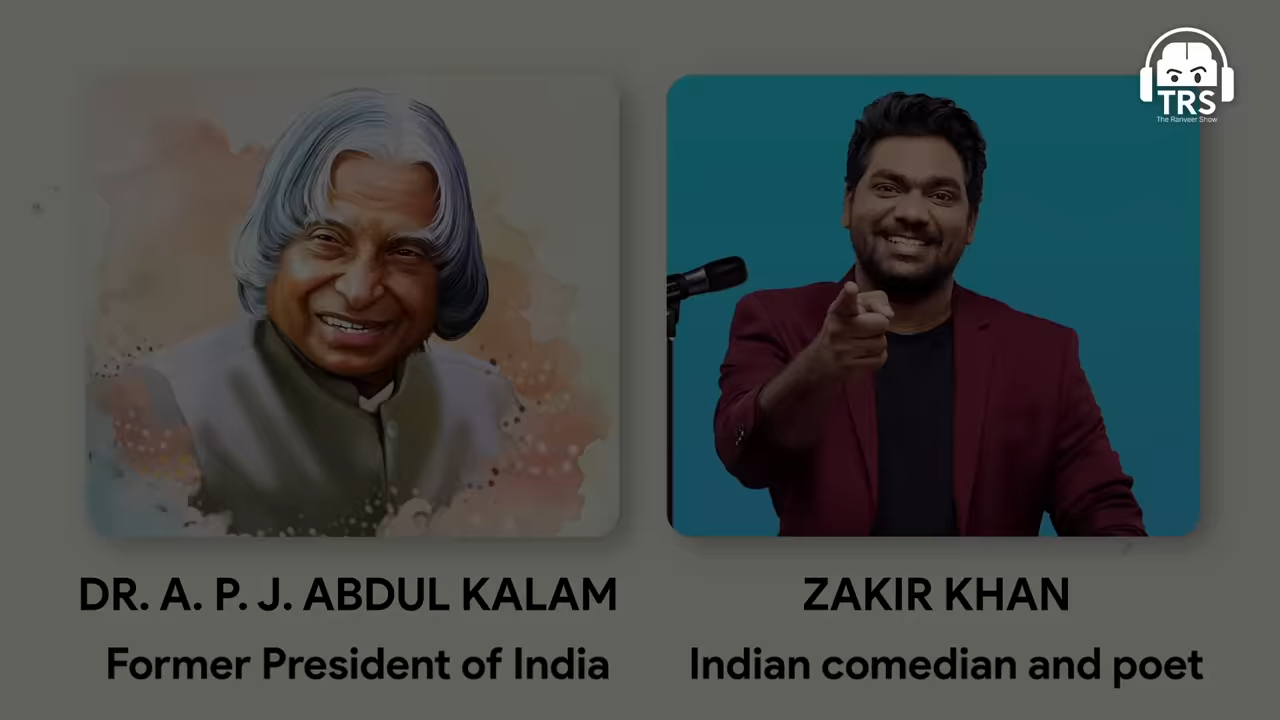 TRS
The Ranveer Show
DR. A. P. J. ABDUL KALAM
Former President of India
ZAKIR KHAN
Indian comedian and poet